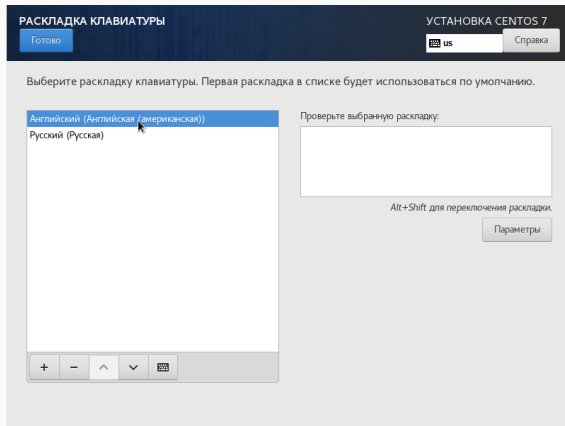 РАСКЛАДКА КЛАВИАТУРЫ
УСТАНОВКА CENTOS 7
Готово
us
Справка
Выберите раскладку клавиатуры. Первая раскладка в списке будет использоваться по умолчанию.
Английский (Английская (американская))
Русский (Русская)
Проверьте выбранную раскладку:
Alt+Shift для переключения раскладки.
Параметры